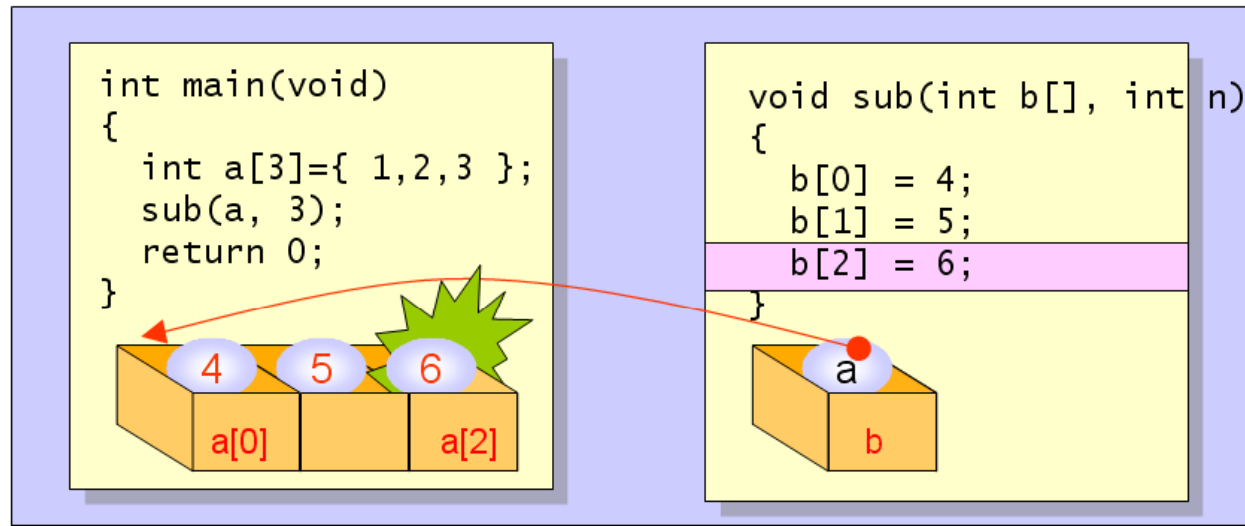 int main(void)
{
  int a[3]={ 1,2,3 };
  sub(a, 3);
  return 0;
}
4 5 6
a[0] a[2]
void sub(int b[], int n)
{
  b[0] = 4;
  b[1] = 5;
  b[2] = 6;
}
a
b